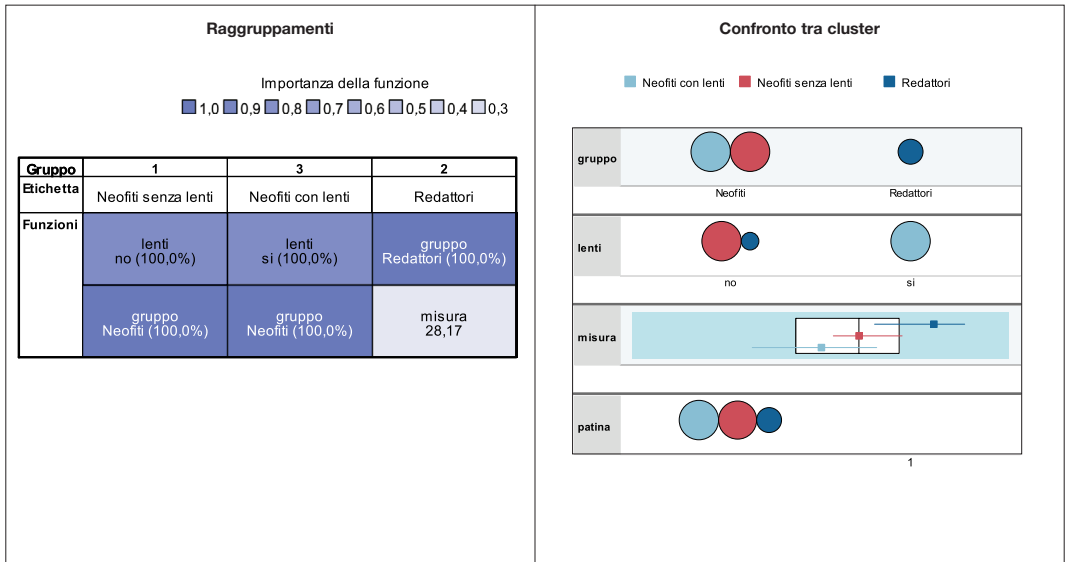 Raggruppamenti
Importanza della funzione
1,0 0,9 0,8 0,7 0,6 0,5 0,4 0,3
Gruppo 1 3 2
Etichetta Neofiti senza lenti Neofiti con lenti Redattori
Funzioni
lenti
no (100,0%)
lenti
si (100,0%)
gruppo
Redattori (100,0%)
gruppo
Neofiti (100,0%)
gruppo
Neofiti (100,0%)
misura
28,17
Confronto tra cluster
Neofiti con lenti Neofiti senza lenti Redattori
gruppo
Neofiti Redattori
lenti
no si
misura
patina
1